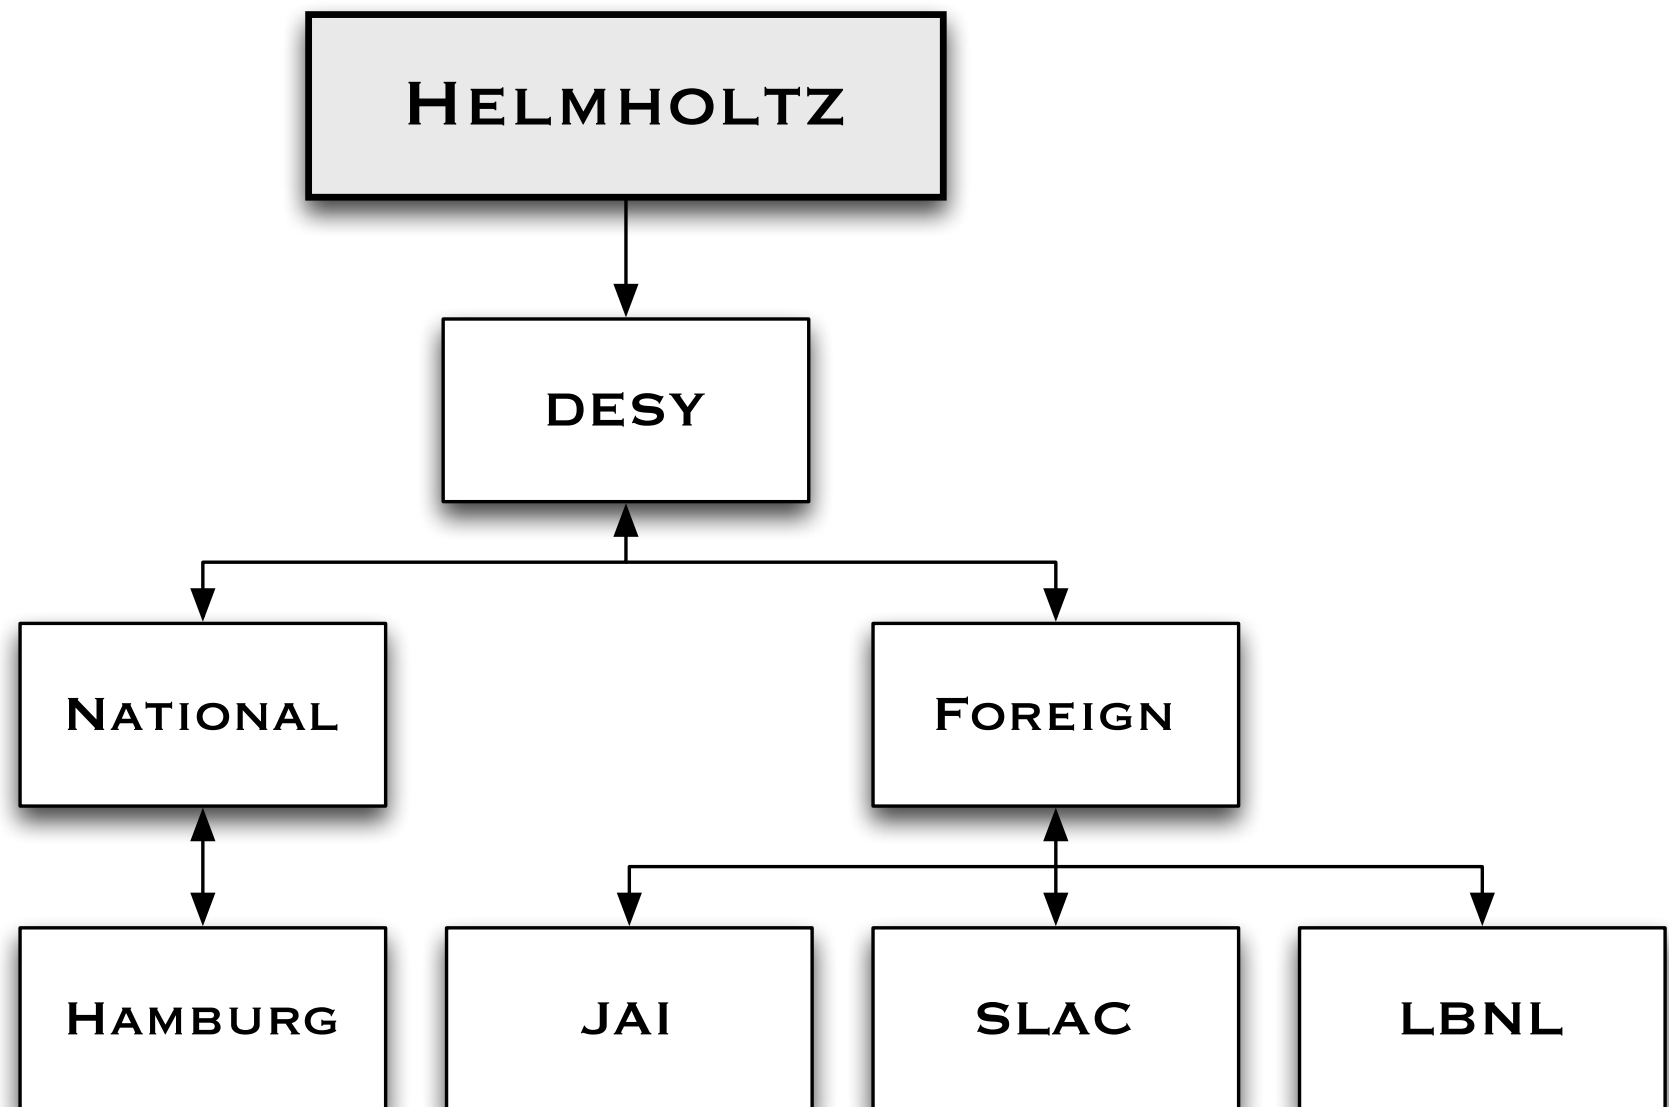 Helmholtz
DESY
National
Foreign
Hamburg
JAI
SLAC
LBNL